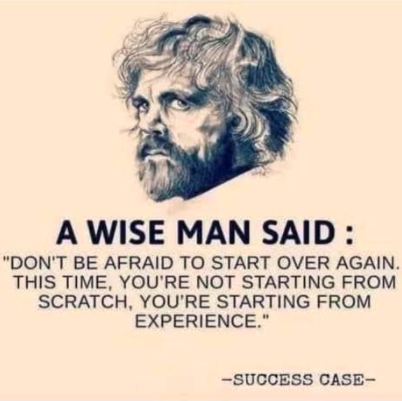 A WISE MAN SAID :
"DON'T BE AFRAID TO START OVER AGAIN.
THIS TIME, YOU'RE NOT STARTING FROM
SCRATCH, YOU'RE STARTING FROM
EXPERIENCE."
—SUCCESS CASE—